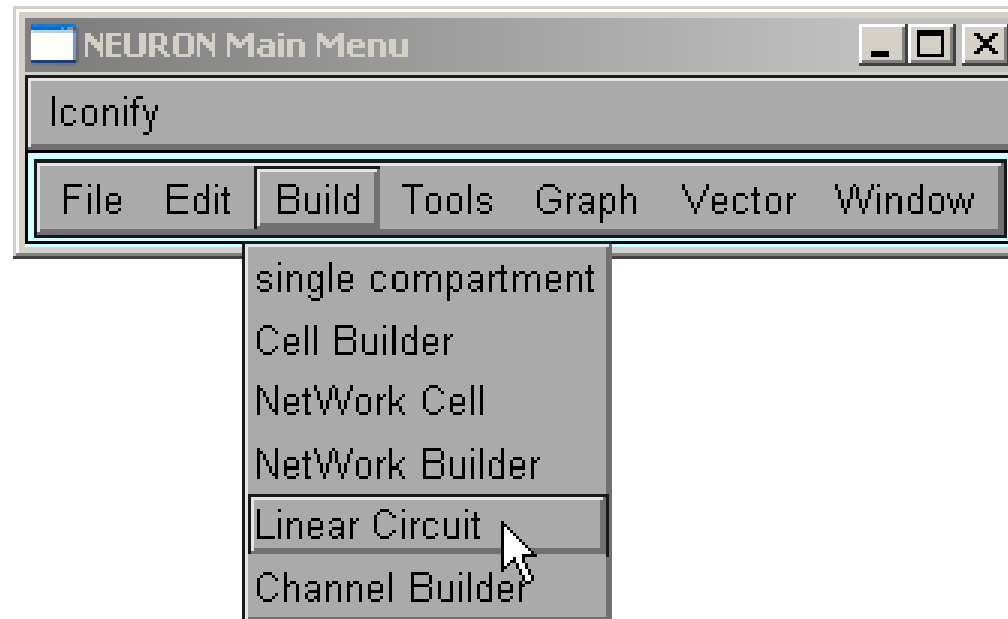 NEURON Main Menu
Iconify
File Edit Build Tools Graph Vector Window
single compartment
Cell Builder
NetWork Cell
NetWork Builder
Linear Circuit
Channel Builder